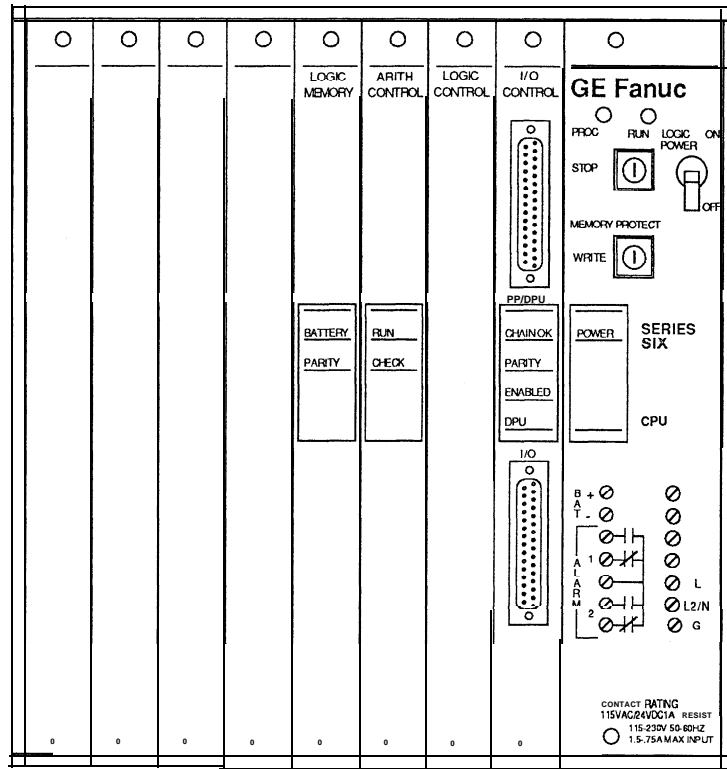 LOGIC MEMORY
ARITH CONTROL
LOGIC CONTROL
I/O CONTROL
GE Fanuc
PROC
RUN
LOGIC POWER
ON
STOP
OFF
MEMORY PROTECT
WRITE
PP/DPU
BATTERY
PARITY
RUN
CHECK
CHAIN OK
PARITY
ENABLED
DPU
POWER
SERIES SIX
CPU
I/O
BAT
+
-
ALARM
1
2
L
L2/N
G
CONTACT RATING
115VAC/24VDC1A RESIST
115-230V 50-60HZ
1.5-.75A MAX INPUT